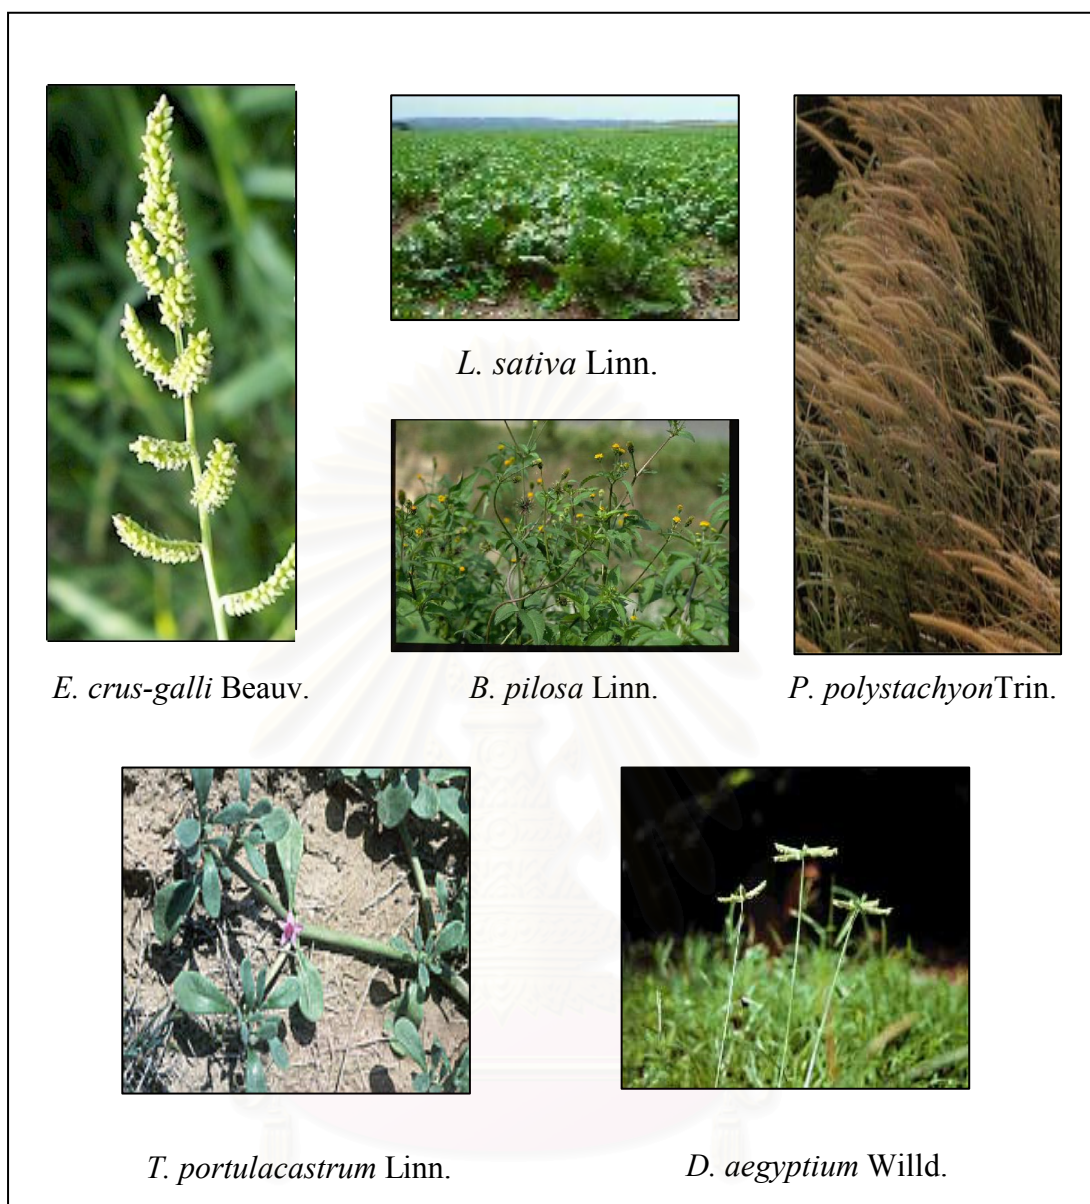 L. sativa Linn.
E. crus-galli Beauv.
B. pilosa Linn.
P. polystachyonTrin.
T. portulacastrum Linn.
D. aegyptium Willd.